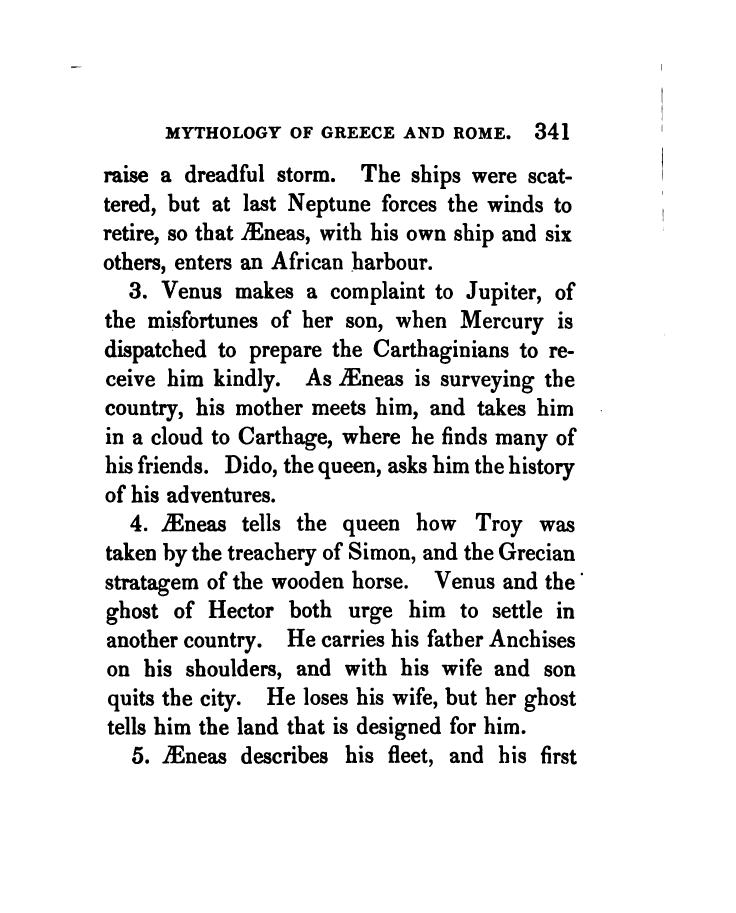 MYTHOLOGY OF GREECE AND ROME. 341
raise a dreadful storm. The ships were scat-
tered, but at last Neptune forces the winds to
retire, so that Æneas, with his own ship and six
others, enters an African harbour.
3. Venus makes a complaint to Jupiter, of
the misfortunes of her son, when Mercury is
dispatched to prepare the Carthaginians to re-
ceive him kindly. As Æneas is surveying the
country, his mother meets him, and takes him
in a cloud to Carthage, where he finds many of
his friends. Dido, the queen, asks him the history
of his adventures.
4. Æneas tells the queen how Troy was
taken by the treachery of Simon, and the Grecian
stratagem of the wooden horse. Venus and the
ghost of Hector both urge him to settle in
another country. He carries his father Anchises
on his shoulders, and with his wife and son
quits the city. He loses his wife, but her ghost
tells him the land that is designed for him.
5. Æneas describes his fleet, and his first